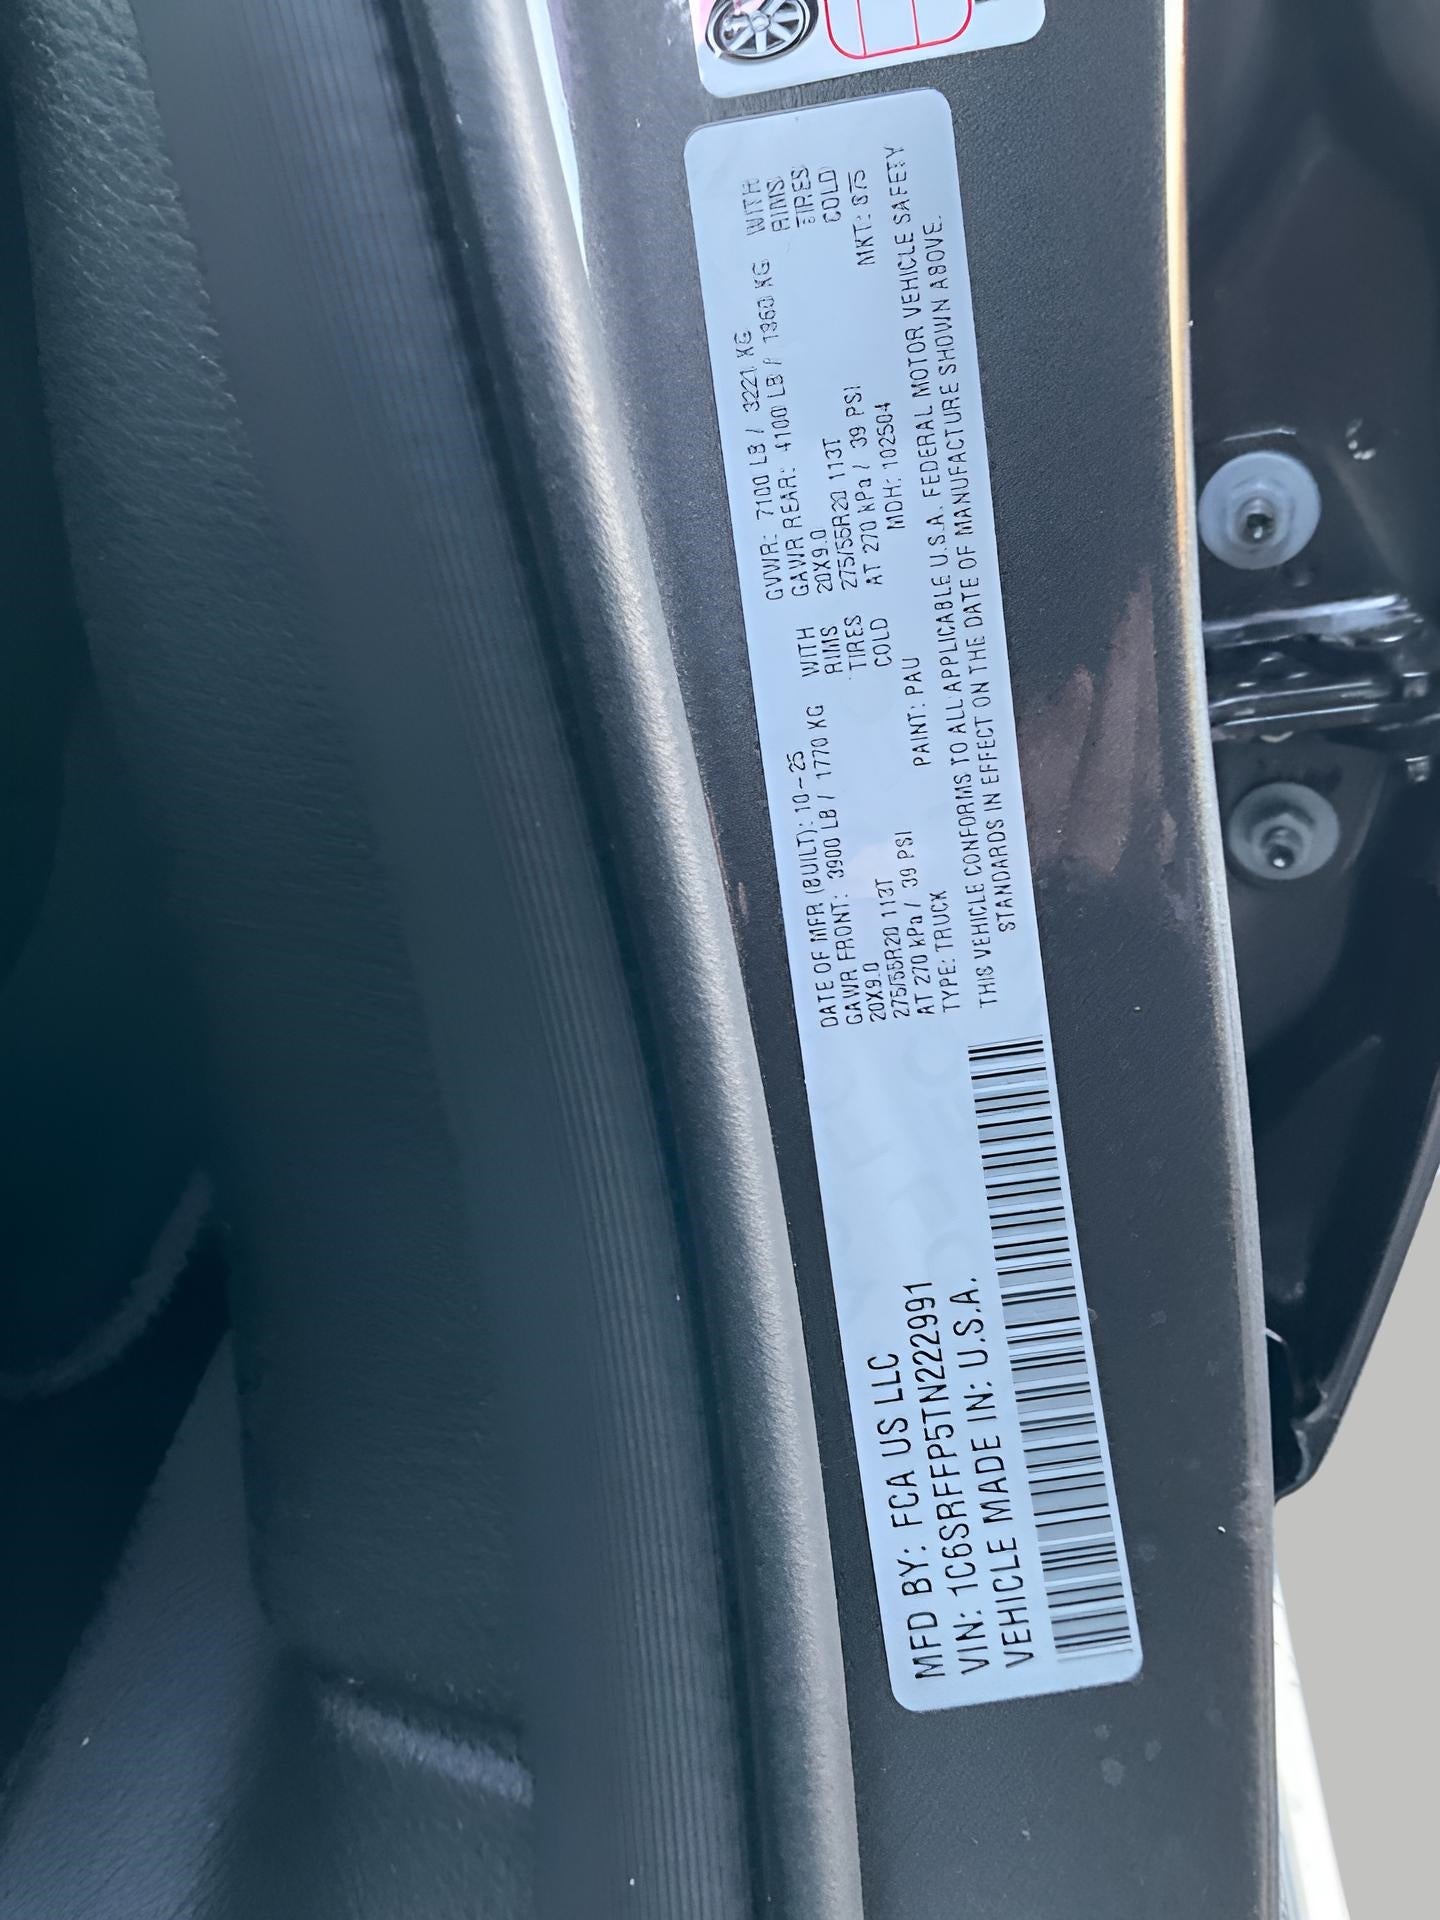 MFD BY: FCA US LLC
VIN: 1C6SRFFP5TN222991
VEHICLE MADE IN: U.S.A.
DATE OF MFR (BUILT): 10-25 GVWR: 7100 LB / 3221 KG
GAWR FRONT: 3900 LB / 1770 KG WITH GAWR REAR: 4100 LB / 1860 KG WITH
20X9.0 RIMS 20X9.0 RIMS
275/55R20 113T TIRES 275/55R20 113T TIRES
AT 270 kPa / 39 PSI COLD AT 270 kPa / 39 PSI COLD
TYPE: TRUCK PAINT: PAU MDH: 102504 MKT:
THIS VEHICLE CONFORMS TO ALL APPLICABLE U.S.A. FEDERAL MOTOR VEHICLE SAFETY
STANDARDS IN EFFECT ON THE DATE OF MANUFACTURE SHOWN ABOVE.